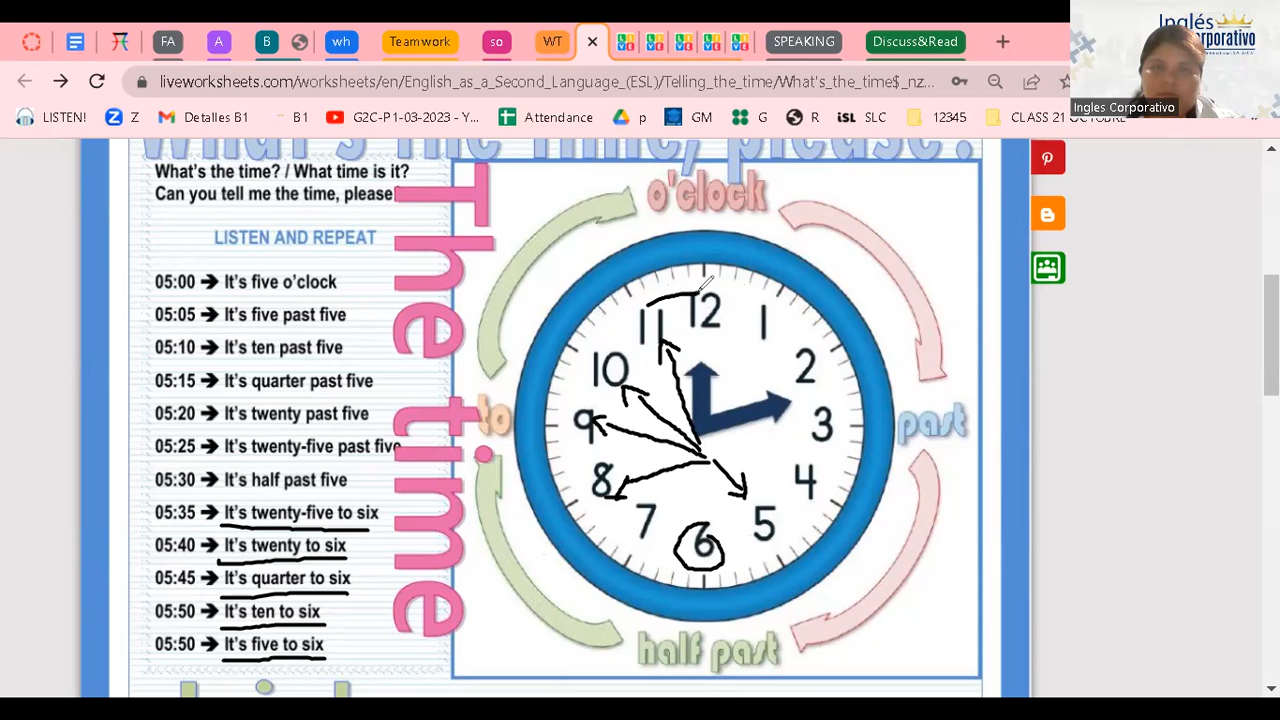 FA
A
B
wh
Teamwork
so
WT
SPEAKING
Discuss&Read
Inglés
Corporativo
Ingles Corporativo
liveworksheets.com/worksheets/en/English_as_a_Second_Language_(ESL)/Telling_the_time/What's_the_time$_nz...
LISTEN!
Z
Detalles B1
B1
G2C-P1-03-22 - Y...
Attendance
p
GM
G
R
iSL SLC
12345
CLASS 21 OCTUBRE
What's the time, please?
What's the time? / What time is it?
Can you tell me the time, please
LISTEN AND REPEAT
05:00 ➔ It's five o'clock
05:05 ➔ It's five past five
05:10 ➔ It's ten past five
05:15 ➔ It's quarter past five
05:20 ➔ It's twenty past five
05:25 ➔ It's twenty-five past five
05:30 ➔ It's half past five
05:35 ➔ It's twenty-five to six
05:40 ➔ It's twenty to six
05:45 ➔ It's quarter to six
05:50 ➔ It's ten to six
05:50 ➔ It's five to six
The time
o'clock
to
past
half past
12
1
2
3
4
5
6
7
8
9
10
11